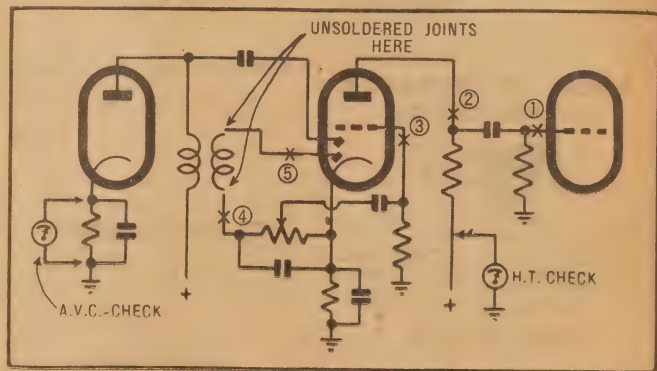 UNSOLDERED JOINTS
HERE
②
①
③
⑤
④
H.T. CHECK
A.V.C.-CHECK
+
+